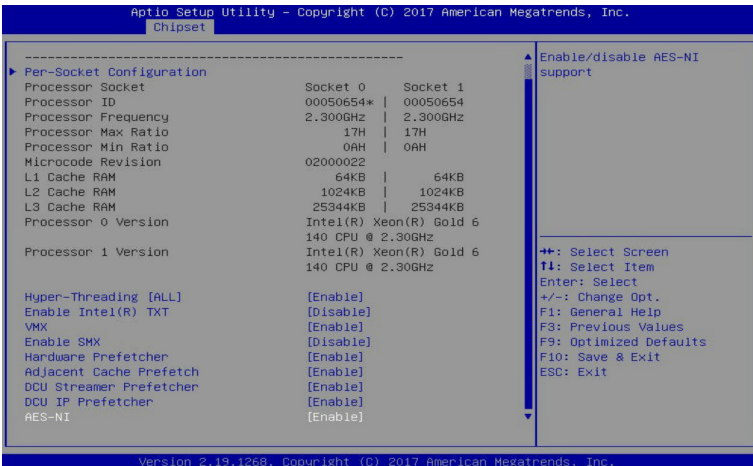 Aptio Setup Utility – Copyright (C) 2017 American Megatrends, Inc.
Chipset
Per-Socket Configuration
Processor Socket Socket 0 Socket 1
Processor ID 00050654* | 00050654
Processor Frequency 2.300GHz | 2.300GHz
Processor Max Ratio 17H | 17H
Processor Min Ratio 0AH | 0AH
Microcode Revision 02000022
L1 Cache RAM 64KB | 64KB
L2 Cache RAM 1024KB | 1024KB
L3 Cache RAM 25344KB | 25344KB
Processor 0 Version Intel(R) Xeon(R) Gold 6
140 CPU @ 2.30GHz
Processor 1 Version Intel(R) Xeon(R) Gold 6
140 CPU @ 2.30GHz
Hyper-Threading [ALL] [Enable]
Enable Intel(R) TXT [Disable]
VMX [Enable]
Enable SMX [Disable]
Hardware Prefetcher [Enable]
Adjacent Cache Prefetch [Enable]
DCU Streamer Prefetcher [Enable]
DCU IP Prefetcher [Enable]
AES-NI [Enable]
Enable/disable AES-NI
support
→←: Select Screen
↑↓: Select Item
Enter: Select
+/-: Change Opt.
F1: General Help
F3: Previous Values
F9: Optimized Defaults
F10: Save & Exit
ESC: Exit
Version 2.19.1268. Copyright (C) 2017 American Megatrends, Inc.